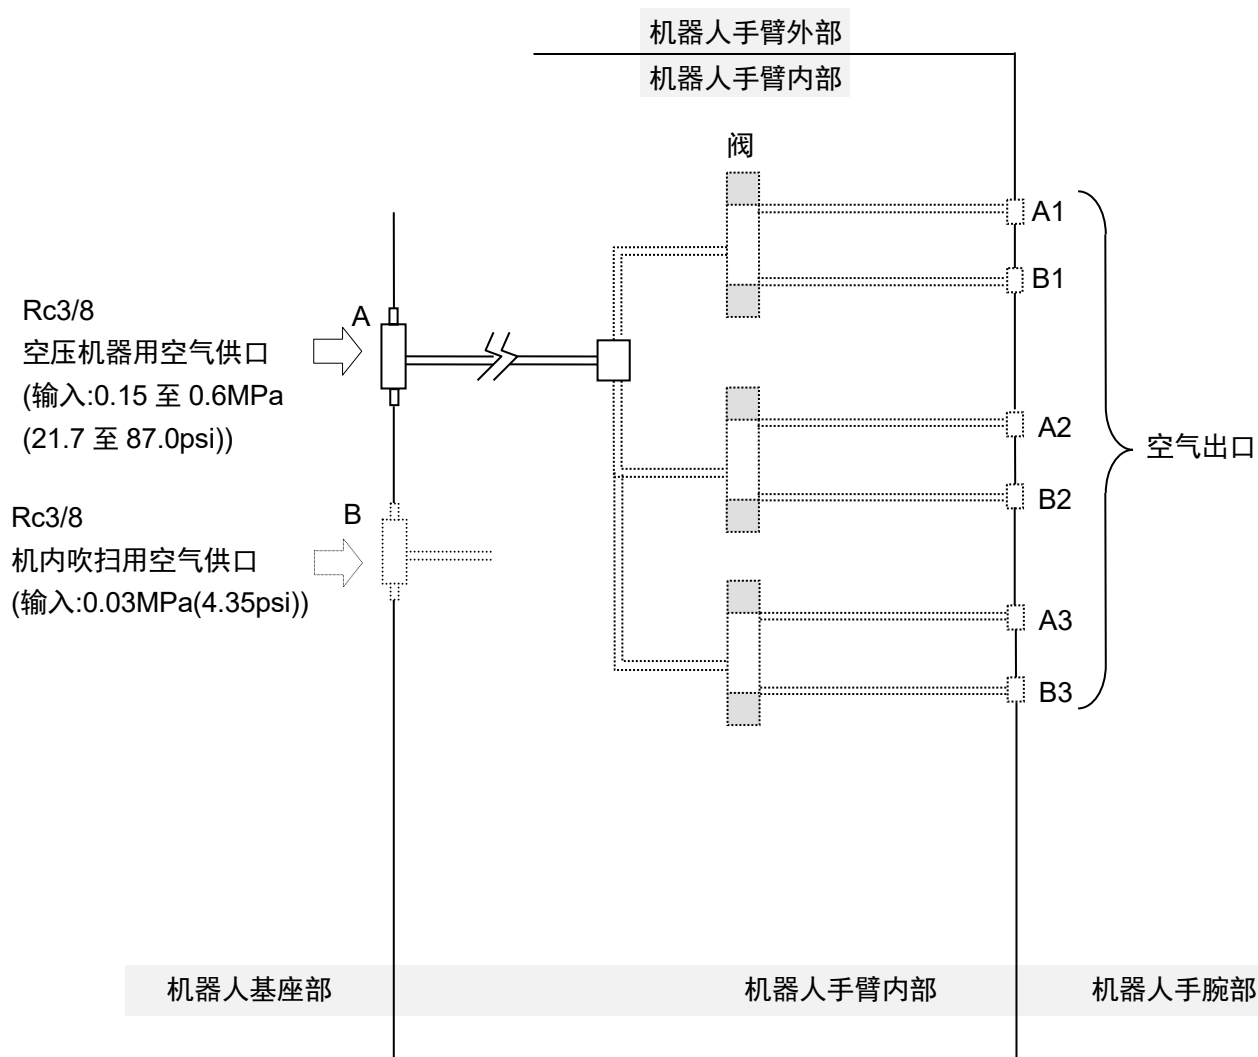 机器人手臂外部
机器人手臂内部
阀
A1
B1
Rc3/8
空压机器用空气供口
(输入:0.15 至 0.6MPa
(21.7 至 87.0psi))
A
A2
B2
空气出口
Rc3/8
机内吹扫用空气供口
(输入:0.03MPa(4.35psi))
B
A3
B3
机器人基座部
机器人手臂内部
机器人手腕部